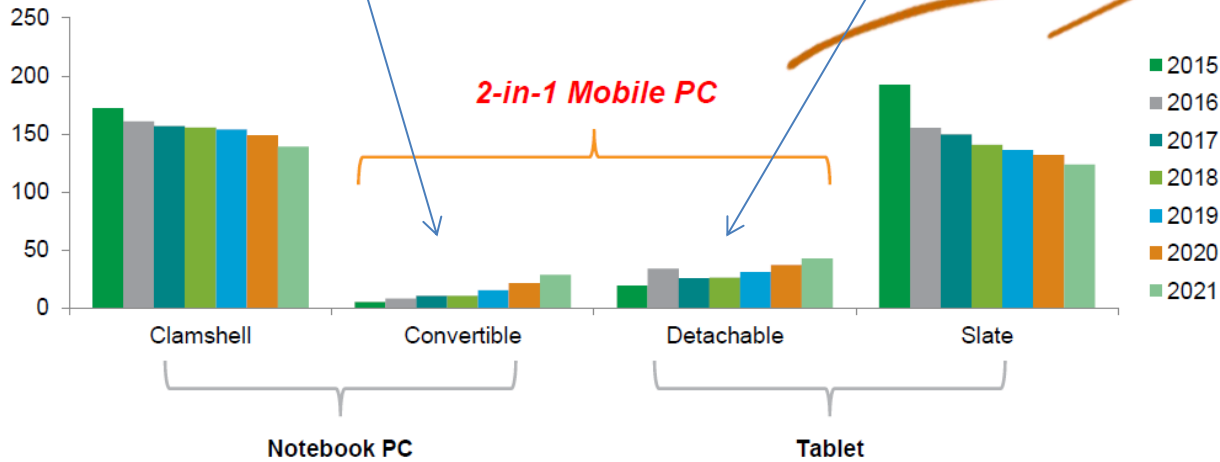 250
200
150
100
50
0
2-in-1 Mobile PC
2015
2016
2017
2018
2019
2020
2021
Clamshell
Convertible
Detachable
Slate
Notebook PC
Tablet